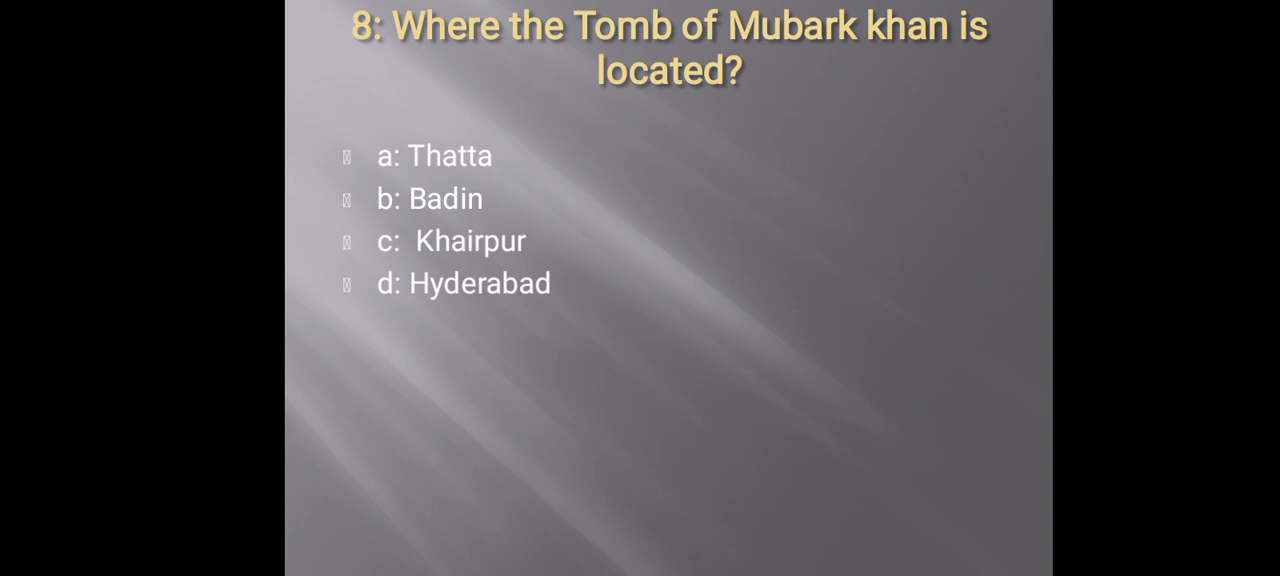 8: Where the Tomb of Mubark khan is
located?
a: Thatta
b: Badin
c: Khairpur
d: Hyderabad